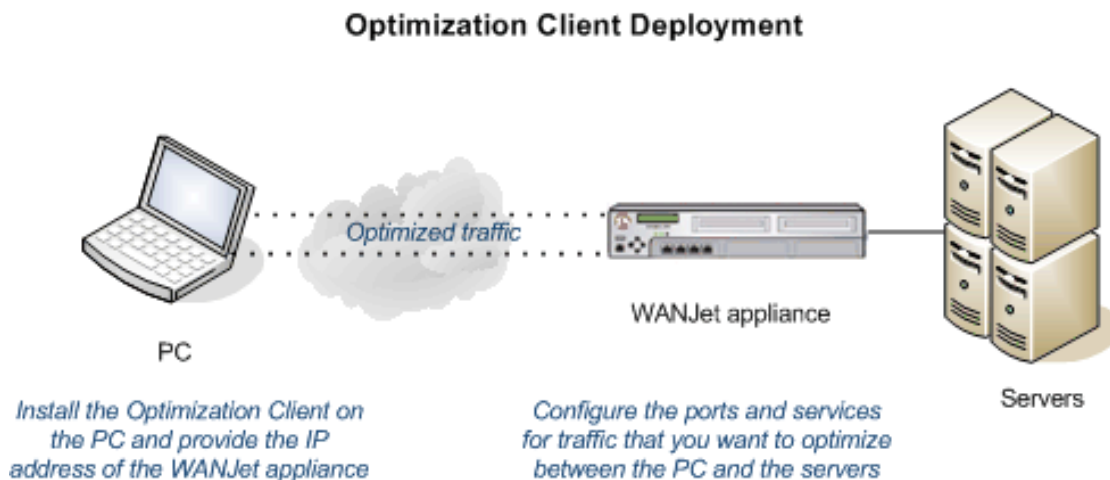 Optimization Client Deployment
Optimized traffic
WANJet appliance
PC
Servers
Install the Optimization Client on
the PC and provide the IP
address of the WANJet appliance
Configure the ports and services
for traffic that you want to optimize
between the PC and the servers